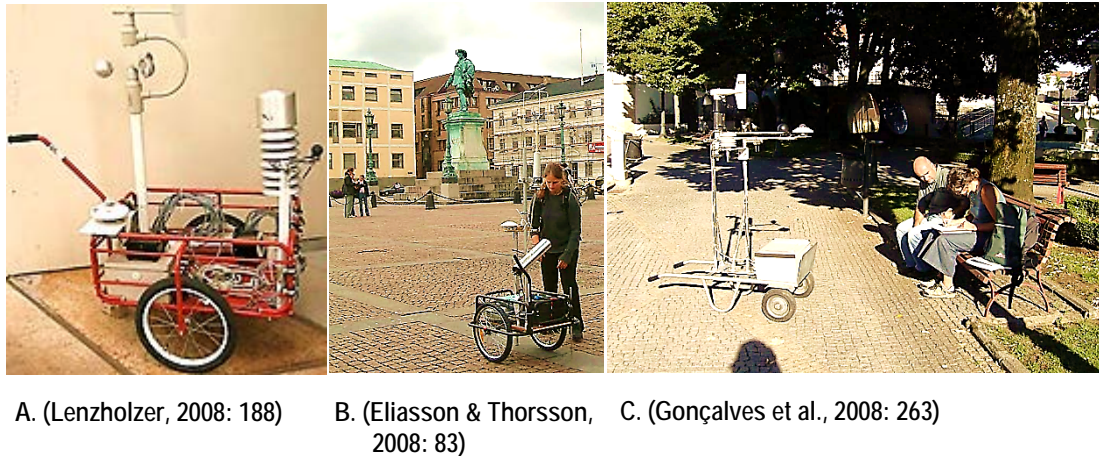 A. (Lenzholzer, 2008: 188)
B. (Eliasson & Thorsson,
2008: 83)
C. (Gonçalves et al., 2008: 263)